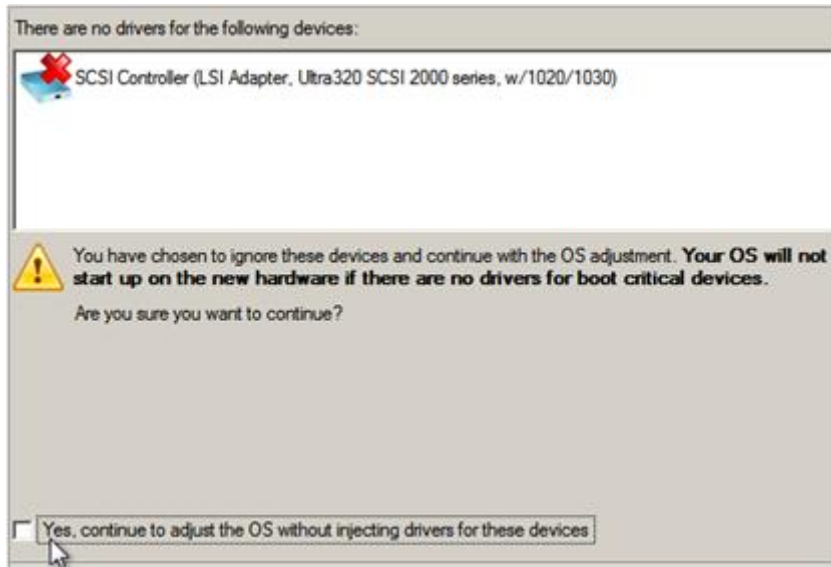 There are no drivers for the following devices:
SCSI Controller (LSI Adapter, Ultra320 SCSI 2000 series, w/1020/1030)
You have chosen to ignore these devices and continue with the OS adjustment. Your OS will not
start up on the new hardware if there are no drivers for boot critical devices.
Are you sure you want to continue?
Yes, continue to adjust the OS without injecting drivers for these devices